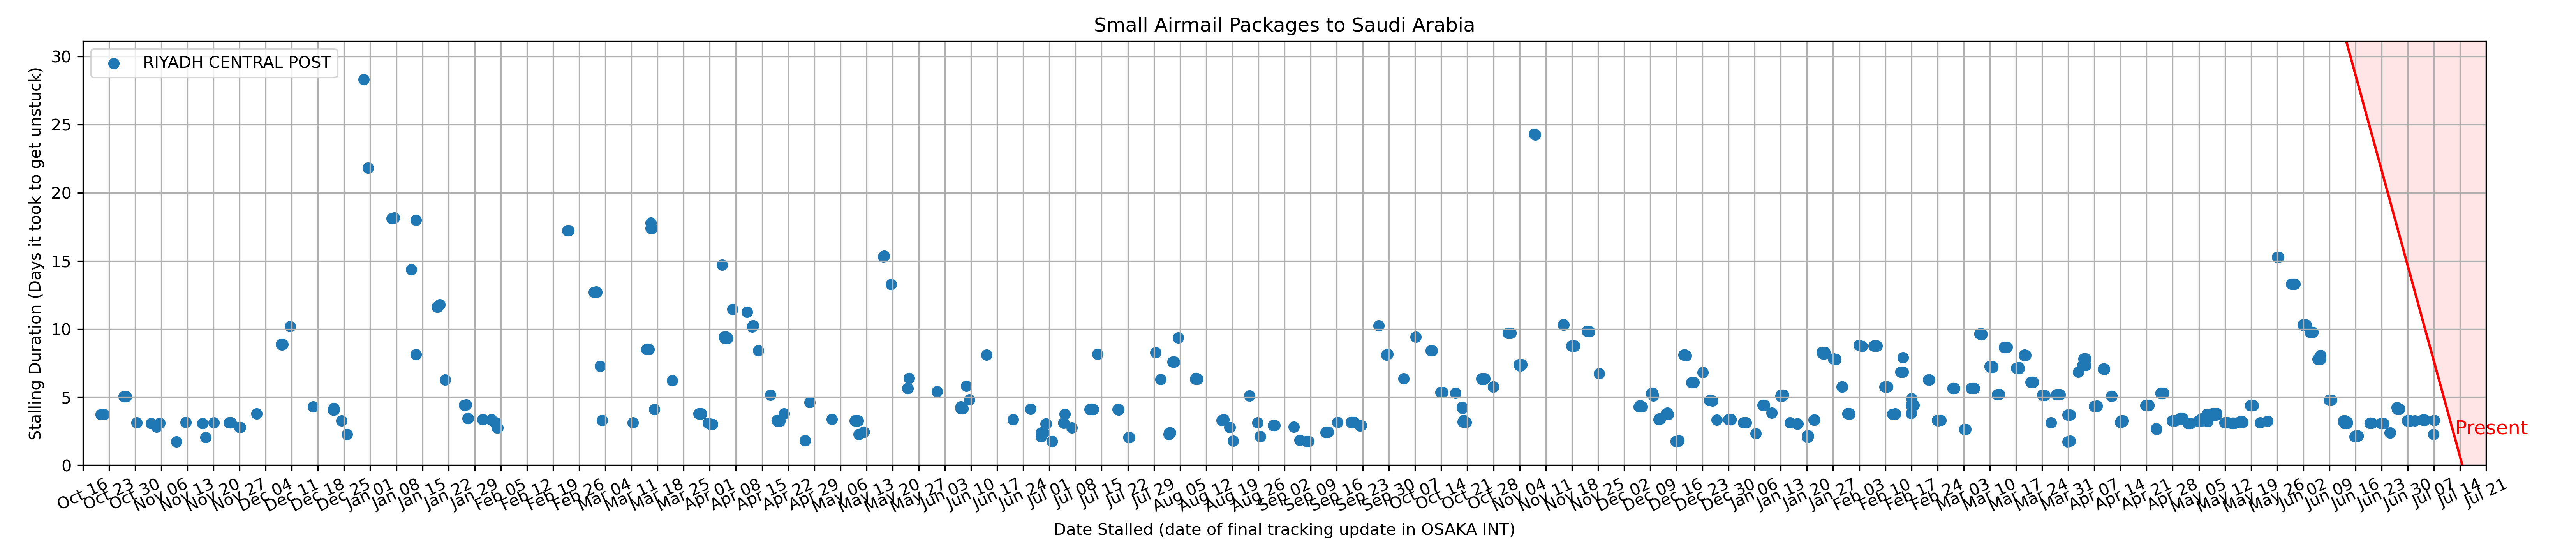 Small Airmail Packages to Saudi Arabia
RIYADH CENTRAL POST
Stalling Duration (Days it took to get unstuck)
30
25
20
15
10
5
0
Present
Oct 16
Oct 23
Oct 30
Nov 06
Nov 13
Nov 20
Nov 27
Dec 04
Dec 11
Dec 18
Dec 25
Jan 01
Jan 08
Jan 15
Jan 22
Jan 29
Feb 05
Feb 12
Feb 19
Feb 26
Mar 04
Mar 11
Mar 18
Mar 25
Apr 01
Apr 08
Apr 15
Apr 22
Apr 29
May 06
May 13
May 20
May 27
Jun 03
Jun 10
Jun 17
Jun 24
Jul 01
Jul 08
Jul 15
Jul 22
Jul 29
Aug 05
Aug 12
Aug 19
Aug 26
Sep 02
Sep 09
Sep 16
Sep 23
Sep 30
Oct 07
Oct 14
Oct 21
Oct 28
Nov 04
Nov 11
Nov 18
Nov 25
Dec 02
Dec 09
Dec 16
Dec 23
Dec 30
Jan 06
Jan 13
Jan 20
Jan 27
Feb 03
Feb 10
Feb 17
Feb 24
Mar 03
Mar 10
Mar 17
Mar 24
Mar 31
Apr 07
Apr 14
Apr 21
Apr 28
May 05
May 12
May 19
May 26
Jun 02
Jun 09
Jun 16
Jun 23
Jun 30
Jul 07
Jul 14
Jul 21
Date Stalled (date of final tracking update in OSAKA INT)